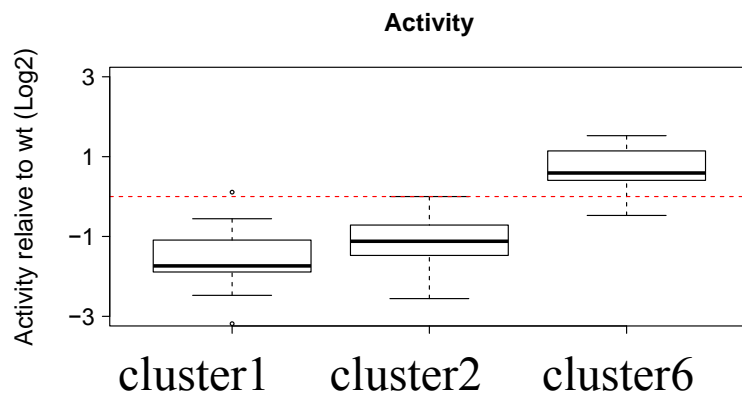 Activity
Activity relaive to wt (Log2)
3
1
−1
−3
cluster1 cluster2 cluster6